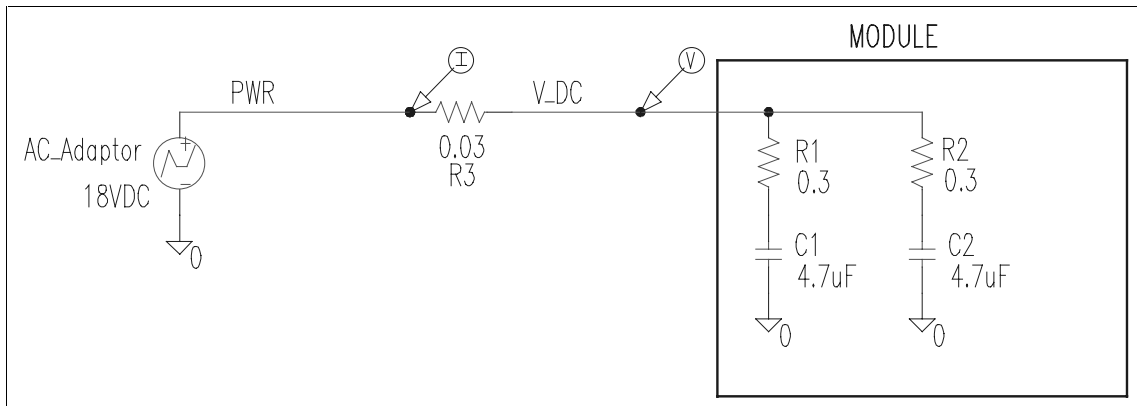 MODULE
I
V
PWR
V_DC
AC_Adaptor
18VDC
+
-
0
0.03
R3
R1
0.3
R2
0.3
C1
4.7uF
C2
4.7uF
0
0